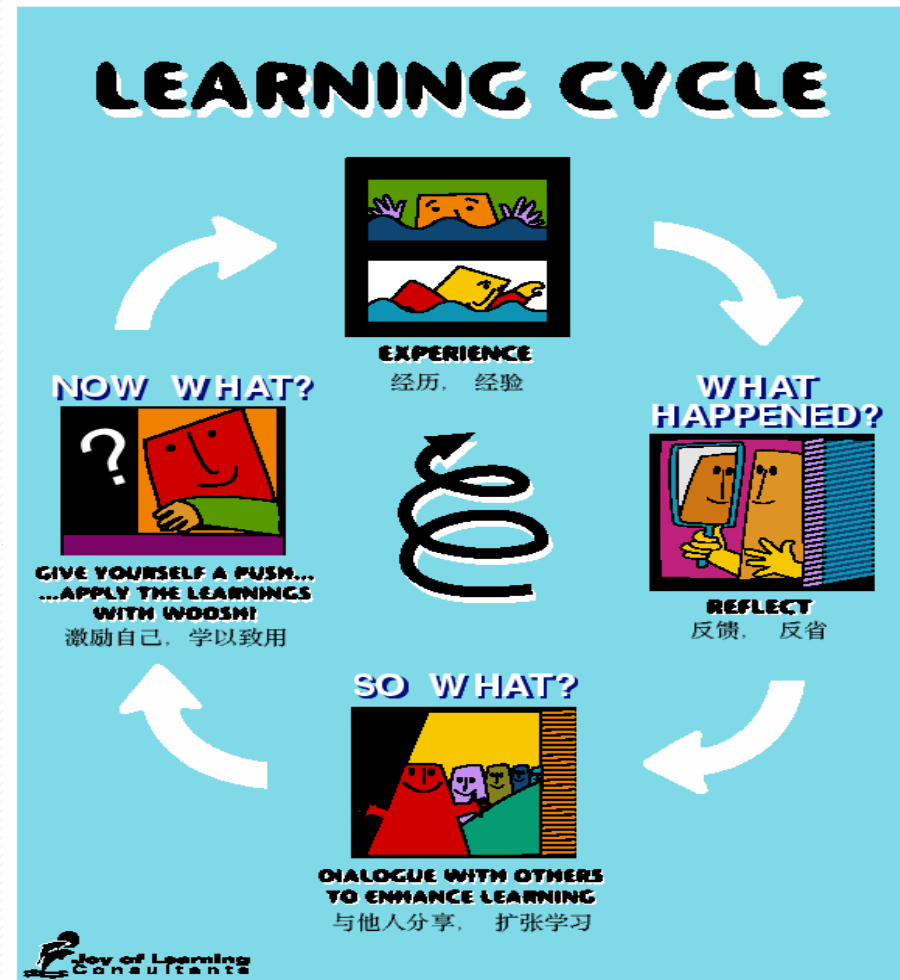 LEARNING CYCLE
EXPERIENCE
经历, 经验
WHAT
HAPPENED?
REFLECT
反馈, 反省
SO WHAT?
DIALOGUE WITH OTHERS
TO ENHANCE LEARNING
与他人分享, 扩张学习
NOW WHAT?
?
GIVE YOURSELF A PUSH...
...APPLY THE LEARNINGS
WITH WOOSH!
激励自己, 学以致用
Joy of Learning
Consultants